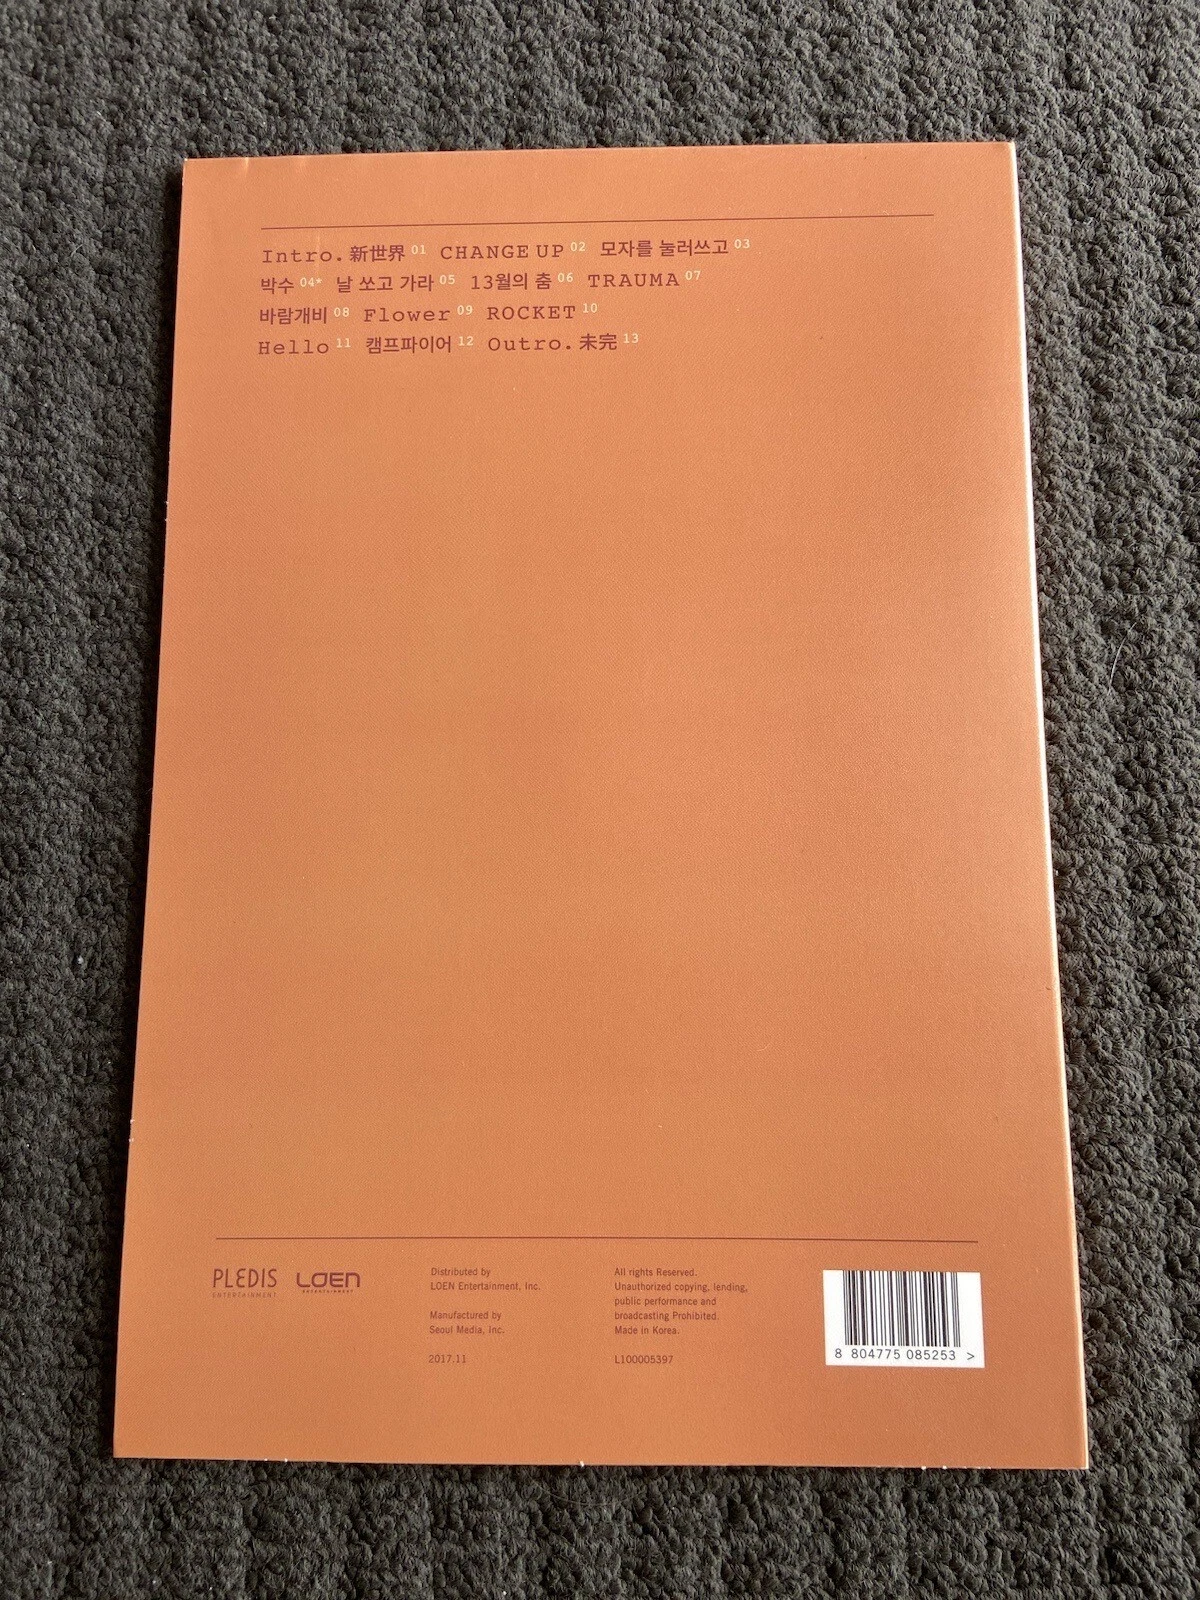 Intro. 新世界 01 CHANGE UP 02 모자를 눌러쓰고 03
박수 04* 날 쏘고 가라 05 13월의 춤 06 TRAUMA 07
바람개비 08 Flower 09 ROCKET 10
Hello 11 캠프파이어 12 Outro. 未完 13
PLEDIS
ENTERTAINMENT
LOEN
ENTERTAINMENT
Distributed by
LOEN Entertainment, Inc.
Manufactured by
Seoul Media, Inc.
2017.11
All rights Reserved.
Unauthorized copying, lending,
public performance and
broadcasting Prohibited.
Made in Korea.
L100005397
8 804775 085253 >